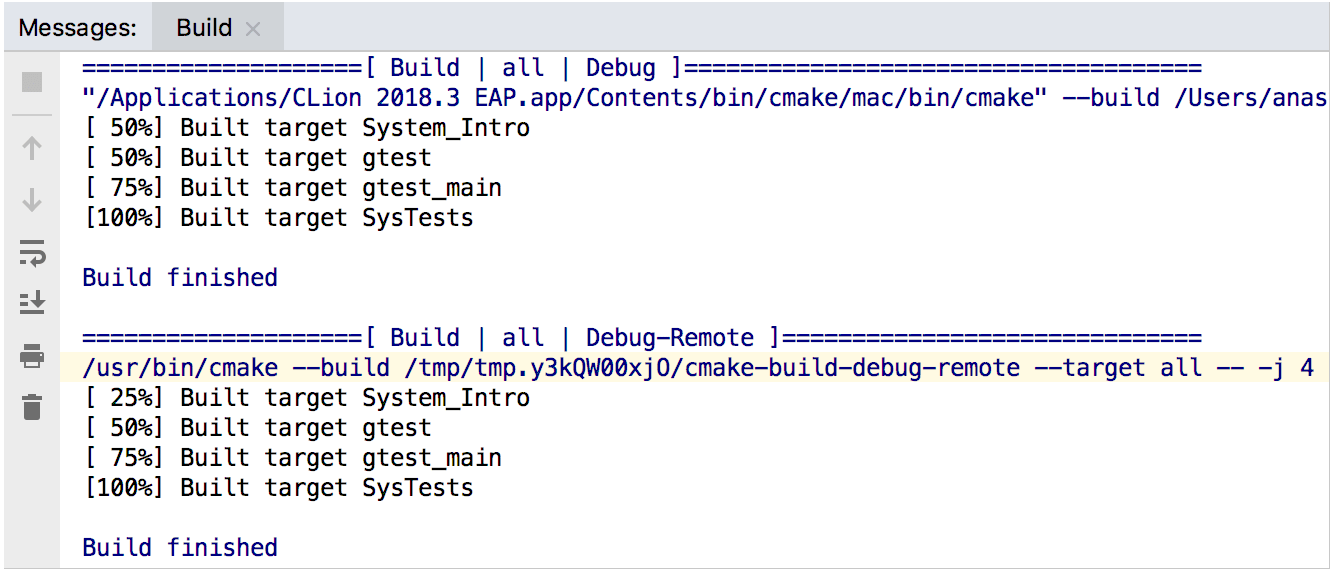 Messages: Build
====================[ Build | all | Debug ]=====================================
"/Applications/CLion 2018.3 EAP.app/Contents/bin/cmake/mac/bin/cmake" --build /Users/anas
[ 50%] Built target System_Intro
[ 50%] Built target gtest
[ 75%] Built target gtest_main
[100%] Built target SysTests
Build finished
====================[ Build | all | Debug-Remote ]==============================
/usr/bin/cmake --build /tmp/tmp.y3kQW00xjO/cmake-build-debug-remote --target all -- -j 4
[ 25%] Built target System_Intro
[ 50%] Built target gtest
[ 75%] Built target gtest_main
[100%] Built target SysTests
Build finished